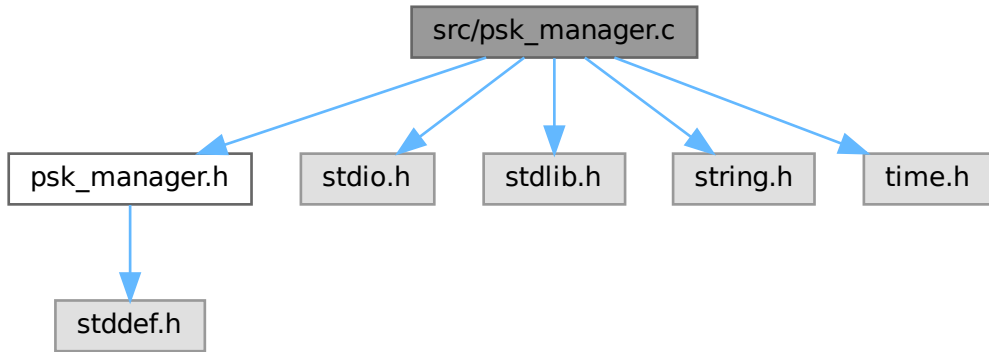 src/psk_manager.c
psk_manager.h
stdio.h
stdlib.h
string.h
time.h
stddef.h